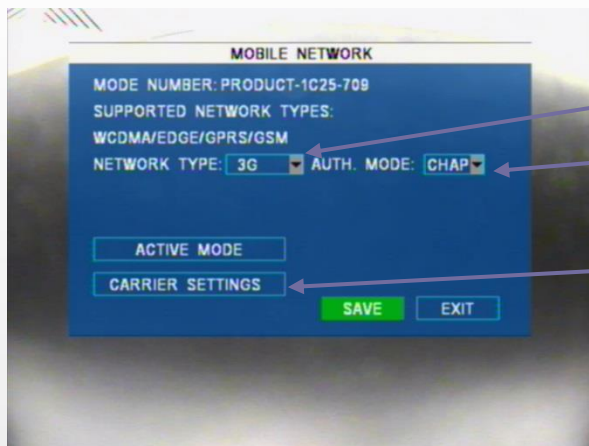 MOBILE NETWORK
MODE NUMBER: PRODUCT-1C25-709
SUPPORTED NETWORK TYPES:
WCDMA/EDGE/GPRS/GSM
NETWORK TYPE: 3G AUTH. MODE: CHAP
ACTIVE MODE
CARRIER SETTINGS
SAVE EXIT